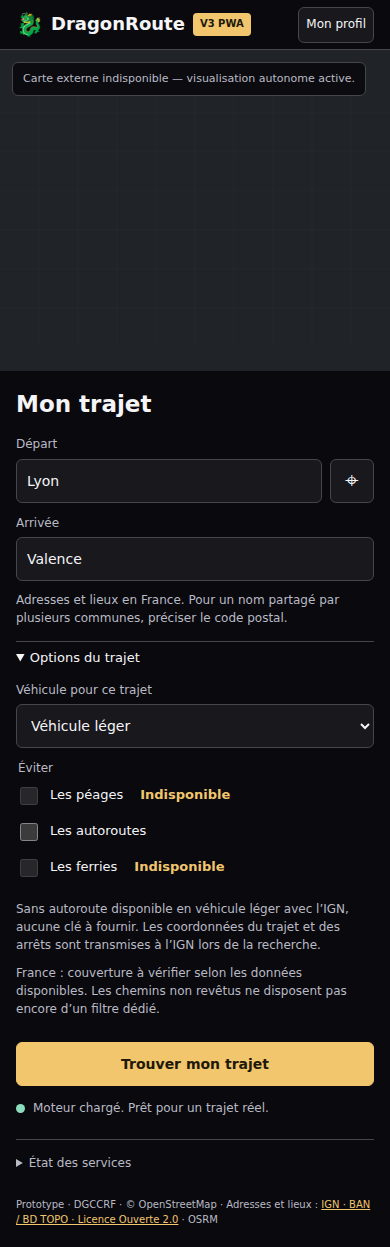 DragonRoute V3 PWA Mon profil
Carte externe indisponible — visualisation autonome active.
Mon trajet
Départ
Lyon
Arrivée
Valence
Adresses et lieux en France. Pour un nom partagé par
plusieurs communes, préciser le code postal.
Options du trajet
Véhicule pour ce trajet
Véhicule léger
Éviter
Les péages Indisponible
Les autoroutes
Les ferries Indisponible
Sans autoroute disponible en véhicule léger avec l’IGN,
aucune clé à fournir. Les coordonnées du trajet et des
arrêts sont transmises à l’IGN lors de la recherche.
France : couverture à vérifier selon les données
disponibles. Les chemins non revêtus ne disposent pas
encore d’un filtre dédié.
Trouver mon trajet
Moteur chargé. Prêt pour un trajet réel.
État des services
Prototype · DGCCRF · © OpenStreetMap · Adresses et lieux : IGN · BAN
/ BD TOPO · Licence Ouverte 2.0 · OSRM